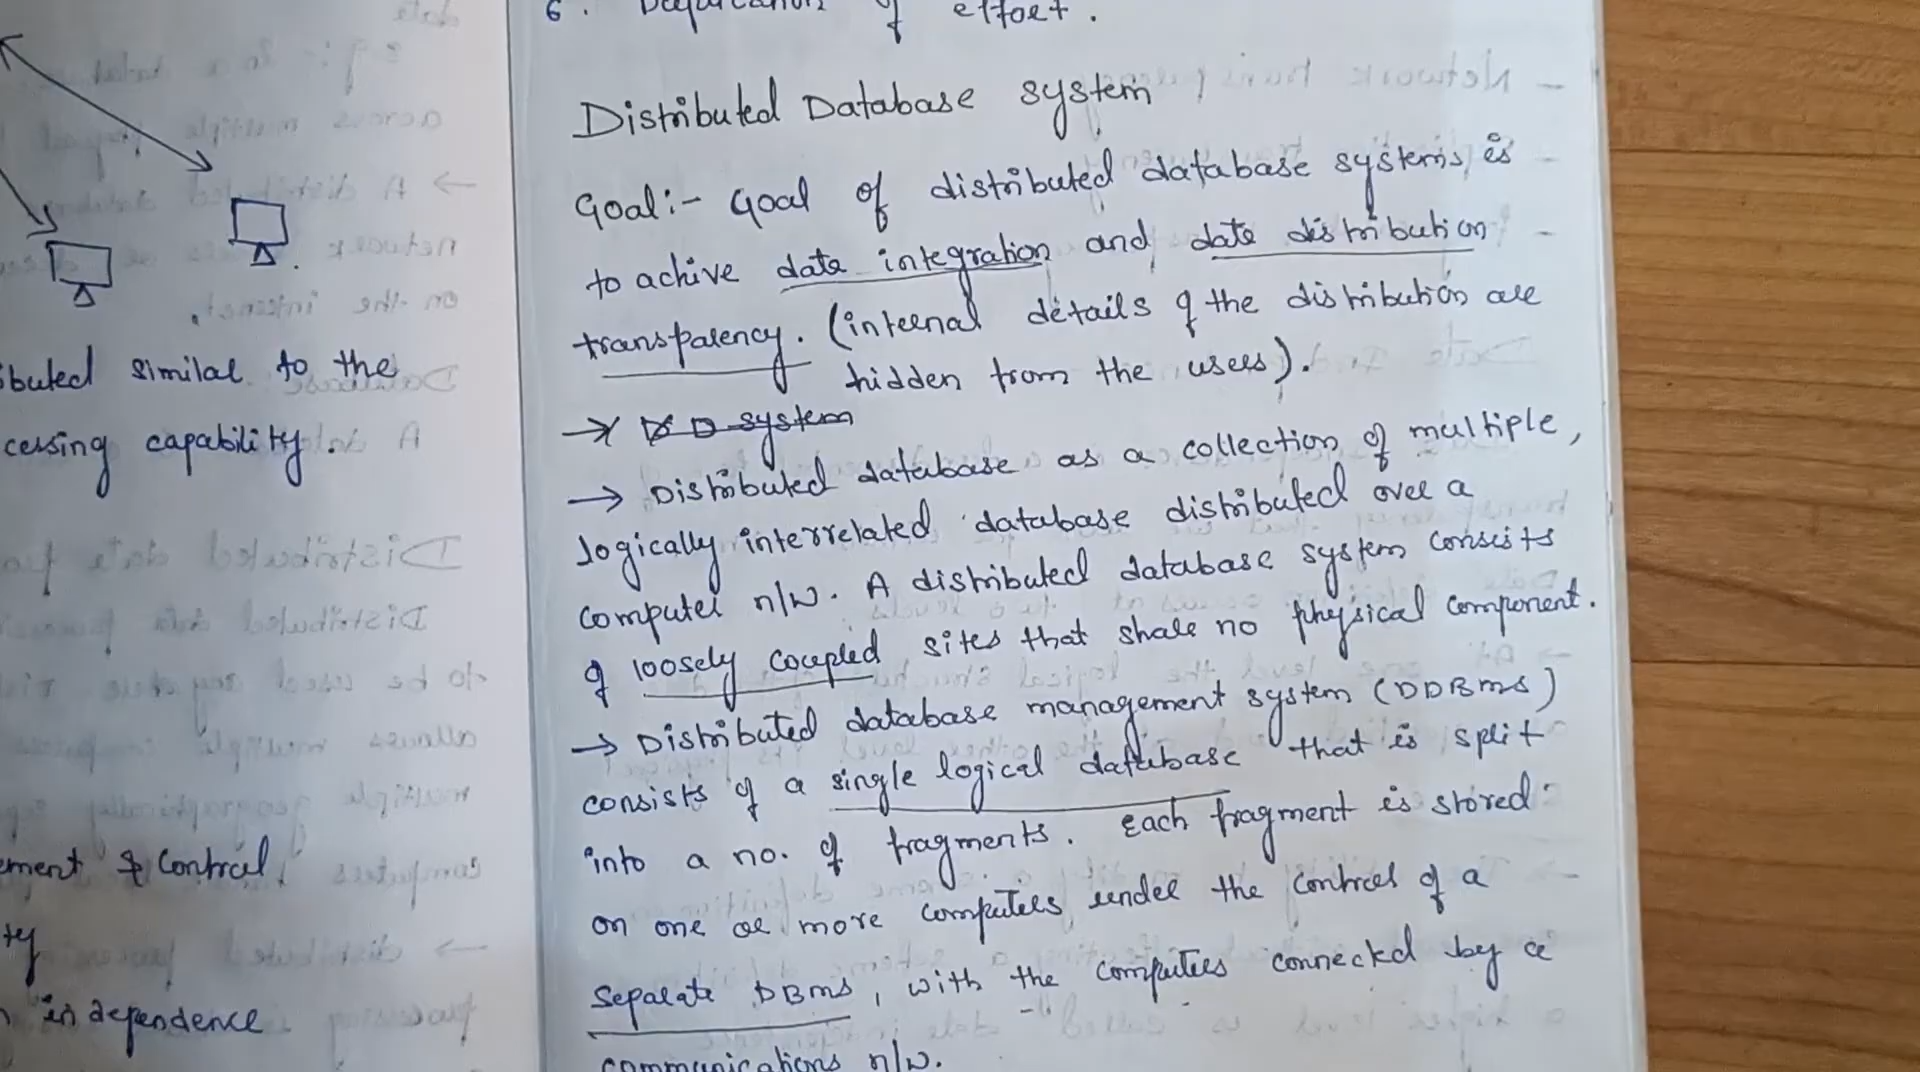 buted similar to the
cessing capability.
ement & Control.
ty
independence
6. Duplication of effort.
Distributed Database system
Goal:- Goal of distributed database systems is
to achive data integration and data distribution
transparency. (internal details of the distribution are
hidden from the users).
→ D system
→ Distributed database as a collection of multiple,
logically interrelated database distributed over a
computer n/w. A distributed database system consists
of loosely coupled sites that share no physical component.
→ Distributed database management system (DDBMS)
consists of a single logical database that is split
into a no. of fragments. Each fragment is stored
on one or more computers under the control of a
separate DBMS, with the computers connected by a
communications n/w.